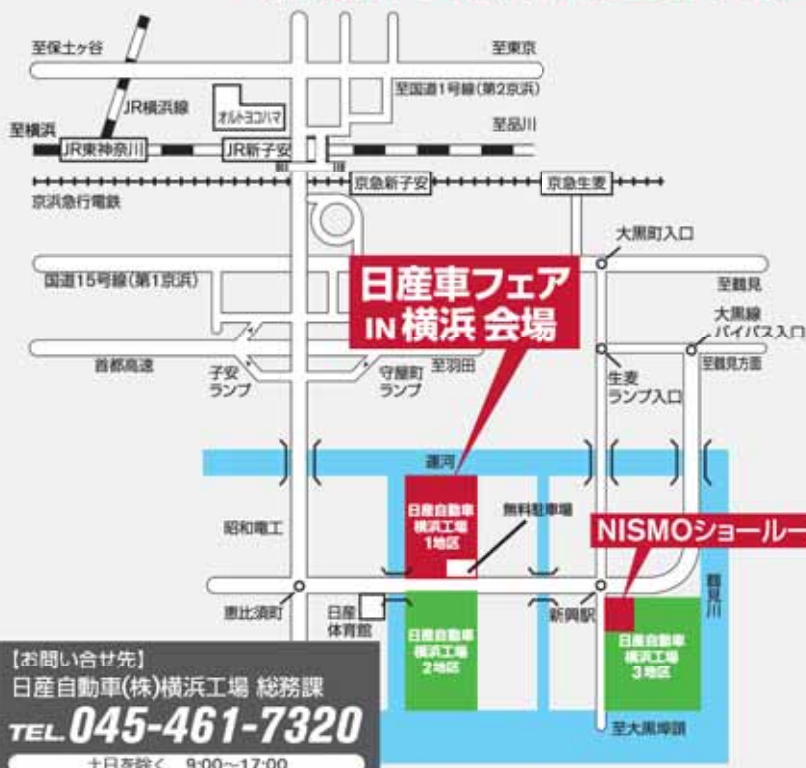 至保土ヶ谷
至東京
至国道1号線(第2京浜)
JR横浜線
オルトヨコハマ
至横浜
至品川
JR東神奈川
JR新子安
京急新子安
京急生麦
京浜急行電鉄
大黒町入口
国道15号線(第1京浜)
至鶴見
日産車フェア
IN 横浜 会場
大黒線
バイパス入口
首都高速
子安
ランプ
守屋町
ランプ
至羽田
生麦
ランプ入口
至鶴見方面
運河
日産自動車
横浜工場
1地区
無料駐車場
昭和電工
NISMOショールー
鶴見川
恵比須町
日産
体育館
新興駅
日産自動車
横浜工場
2地区
日産自動車
横浜工場
3地区
至大黒埠頭
【お問い合せ先】
日産自動車(株)横浜工場 総務課
TEL.045-461-7320
土日を除く 9:00〜17:00